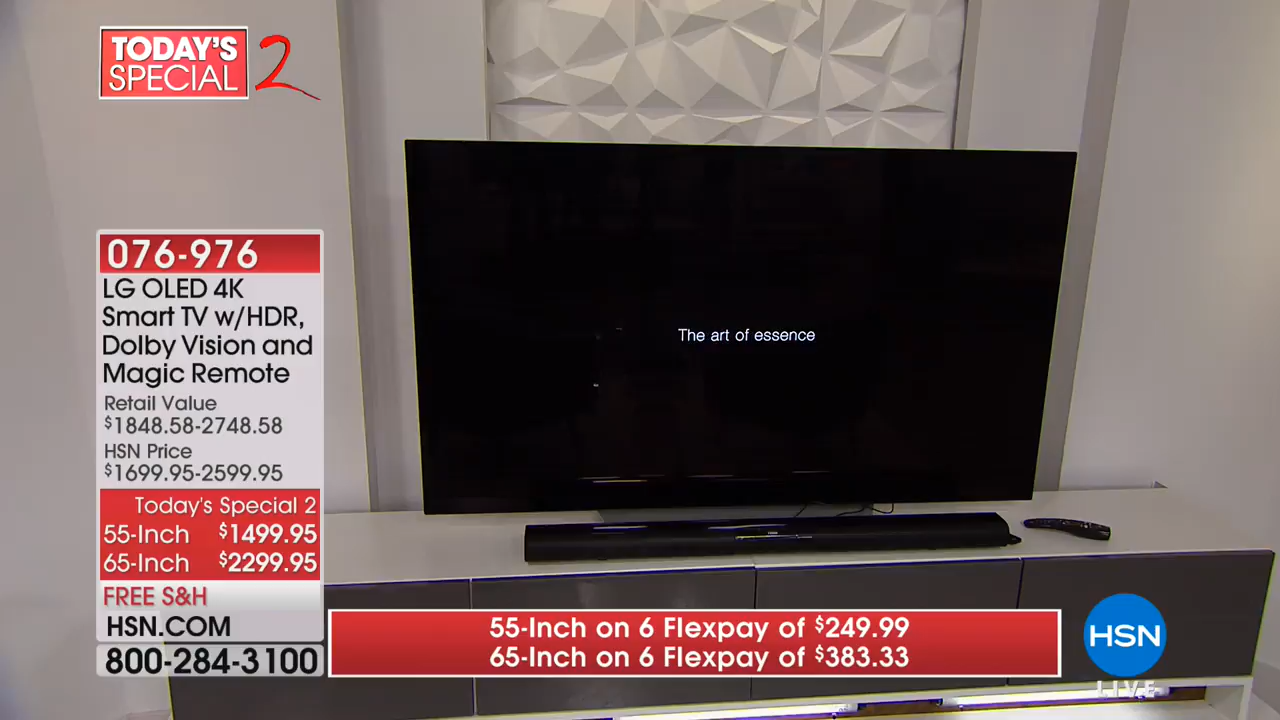 TODAY'S
SPECIAL 2
076-976
LG OLED 4K
Smart TV w/HDR,
Dolby Vision and
Magic Remote
Retail Value
$1848.58-2748.58
HSN Price
$1699.95-2599.95
Today's Special 2
55-Inch $1499.95
65-Inch $2299.95
FREE S&H
HSN.COM
800-284-3100
The art of essence
55-Inch on 6 Flexpay of $249.99
65-Inch on 6 Flexpay of $383.33
HSN
LIVE